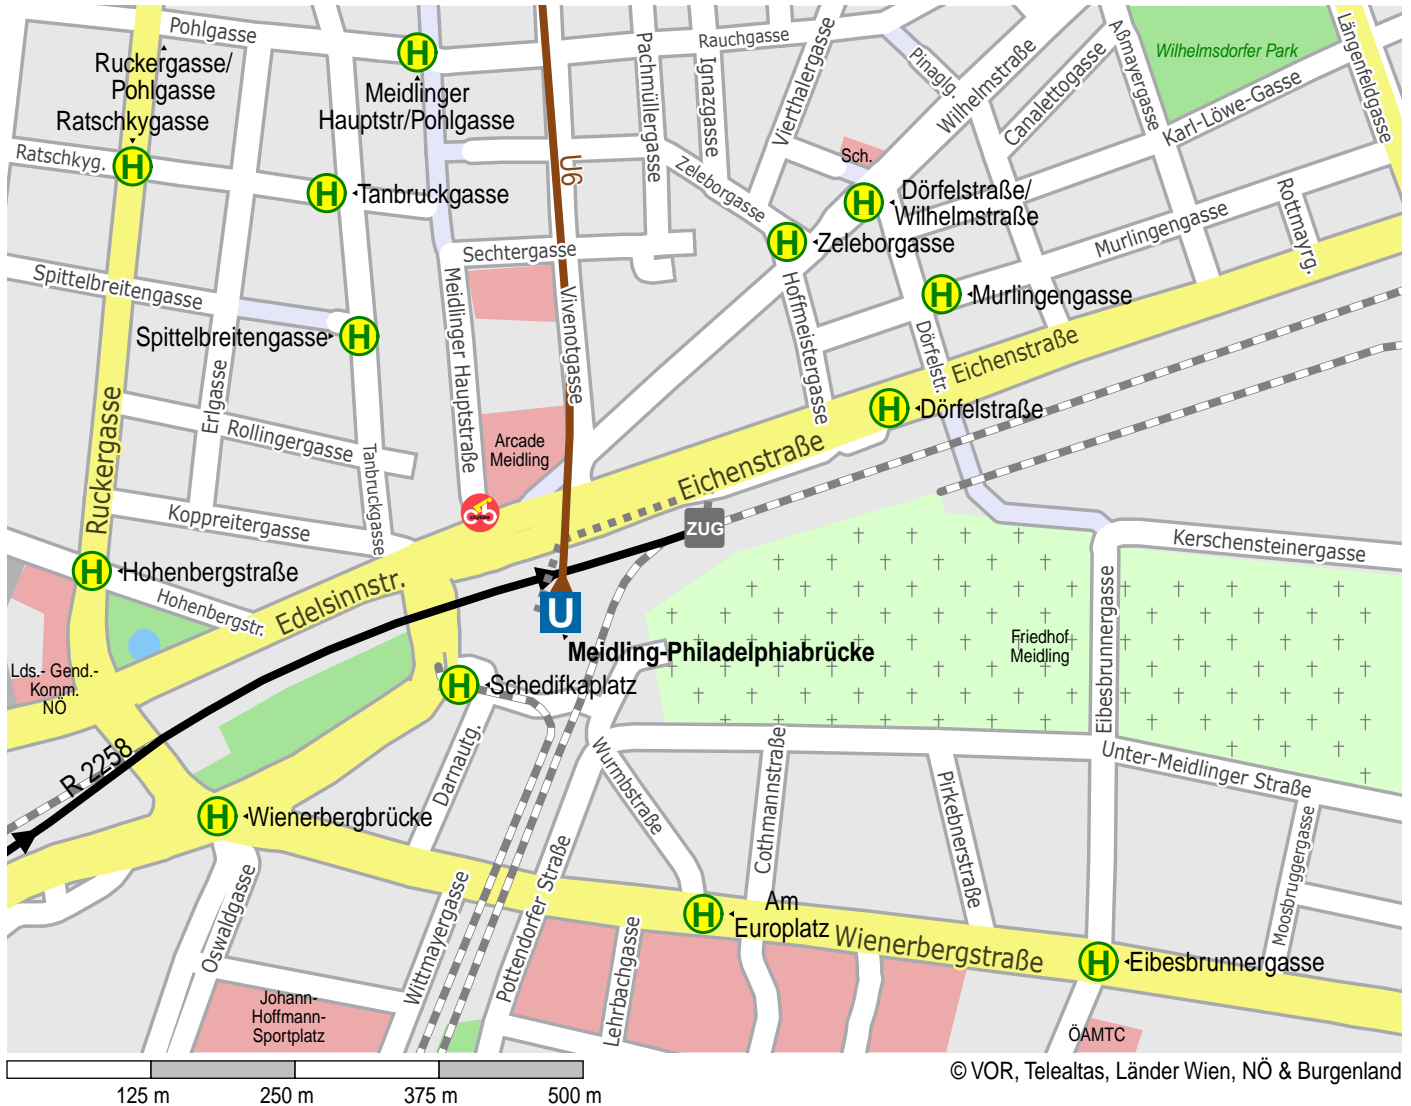 Pohlgasse
Ruckergasse/
Pohlgasse
Ratschkygasse
H
Meidlinger
Hauptstr/Pohlgasse
Pachmüllergasse
Rauchgasse
Ignazgasse
Vierthalergasse
Pinaglg.
Wilhelmstraße
Aßmayergasse
Canalettogasse
Wilhelmsdorfer Park
Karl-Löwe-Gasse
Längenfeldgasse
Ratschkyg.
H
H
Tanbruckgasse
U6
Zeleborgasse
Sch.
H
Dörfelstraße/
Wilhelmstraße
H
Zeleborgasse
Murlingengasse
Rottmayrg.
Sechtergasse
Spittelbreitengasse
Meidlinger Hauptstraße
Vivenotgasse
Hoffmeistergasse
H
Murlingengasse
Spittelbreitengasse
H
Dörfelstr.
Eichenstraße
Ruckergasse
Erlgasse
Rollingergasse
Tanbruckgasse
Arcade
Meidling
H
Dörfelstraße
Eichenstraße
Koppreitergasse
ZUG
Kerschensteinergasse
H
Hohenbergstraße
Hohenbergstr.
Edelsinnstr.
U
Meidling-Philadelphiabrücke
Friedhof
Meidling
Eibesbrunnergasse
Lds.- Gend.-
Komm.
NÖ
H
Schedifkaplatz
R 2258
Darnautg.
Wurmbstraße
Cothmannstraße
Pirkebnerstraße
Unter-Meidlinger Straße
Moosbruggergasse
H
Wienerbergbrücke
Oswaldgasse
Wittmayergasse
Pottendorfer Straße
Lehrbachgasse
H
Am
Europlatz
Wienerbergstraße
H
Eibesbrunnergasse
Johann-
Hoffmann-
Sportplatz
ÖAMTC
© VOR, Telealtas, Länder Wien, NÖ & Burgenland
125 m
250 m
375 m
500 m